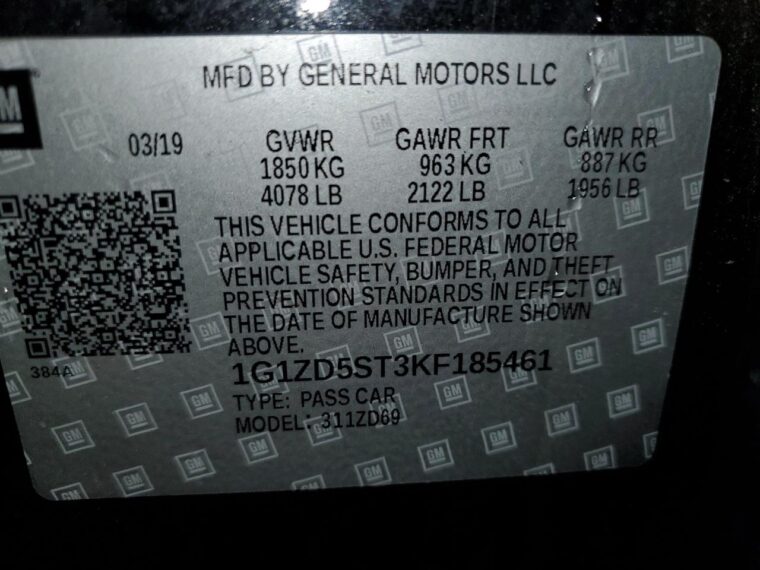 GM
MFD BY GENERAL MOTORS LLC
03/19 GVWR GAWR FRT GAWR RR
1850 KG 963 KG 887 KG
4078 LB 2122 LB 1956 LB
THIS VEHICLE CONFORMS TO ALL
APPLICABLE U.S. FEDERAL MOTOR
VEHICLE SAFETY, BUMPER, AND THEFT
PREVENTION STANDARDS IN EFFECT ON
THE DATE OF MANUFACTURE SHOWN
ABOVE.
384A
1G1ZD5ST3KF185461
TYPE: PASS CAR
MODEL: 311ZD69